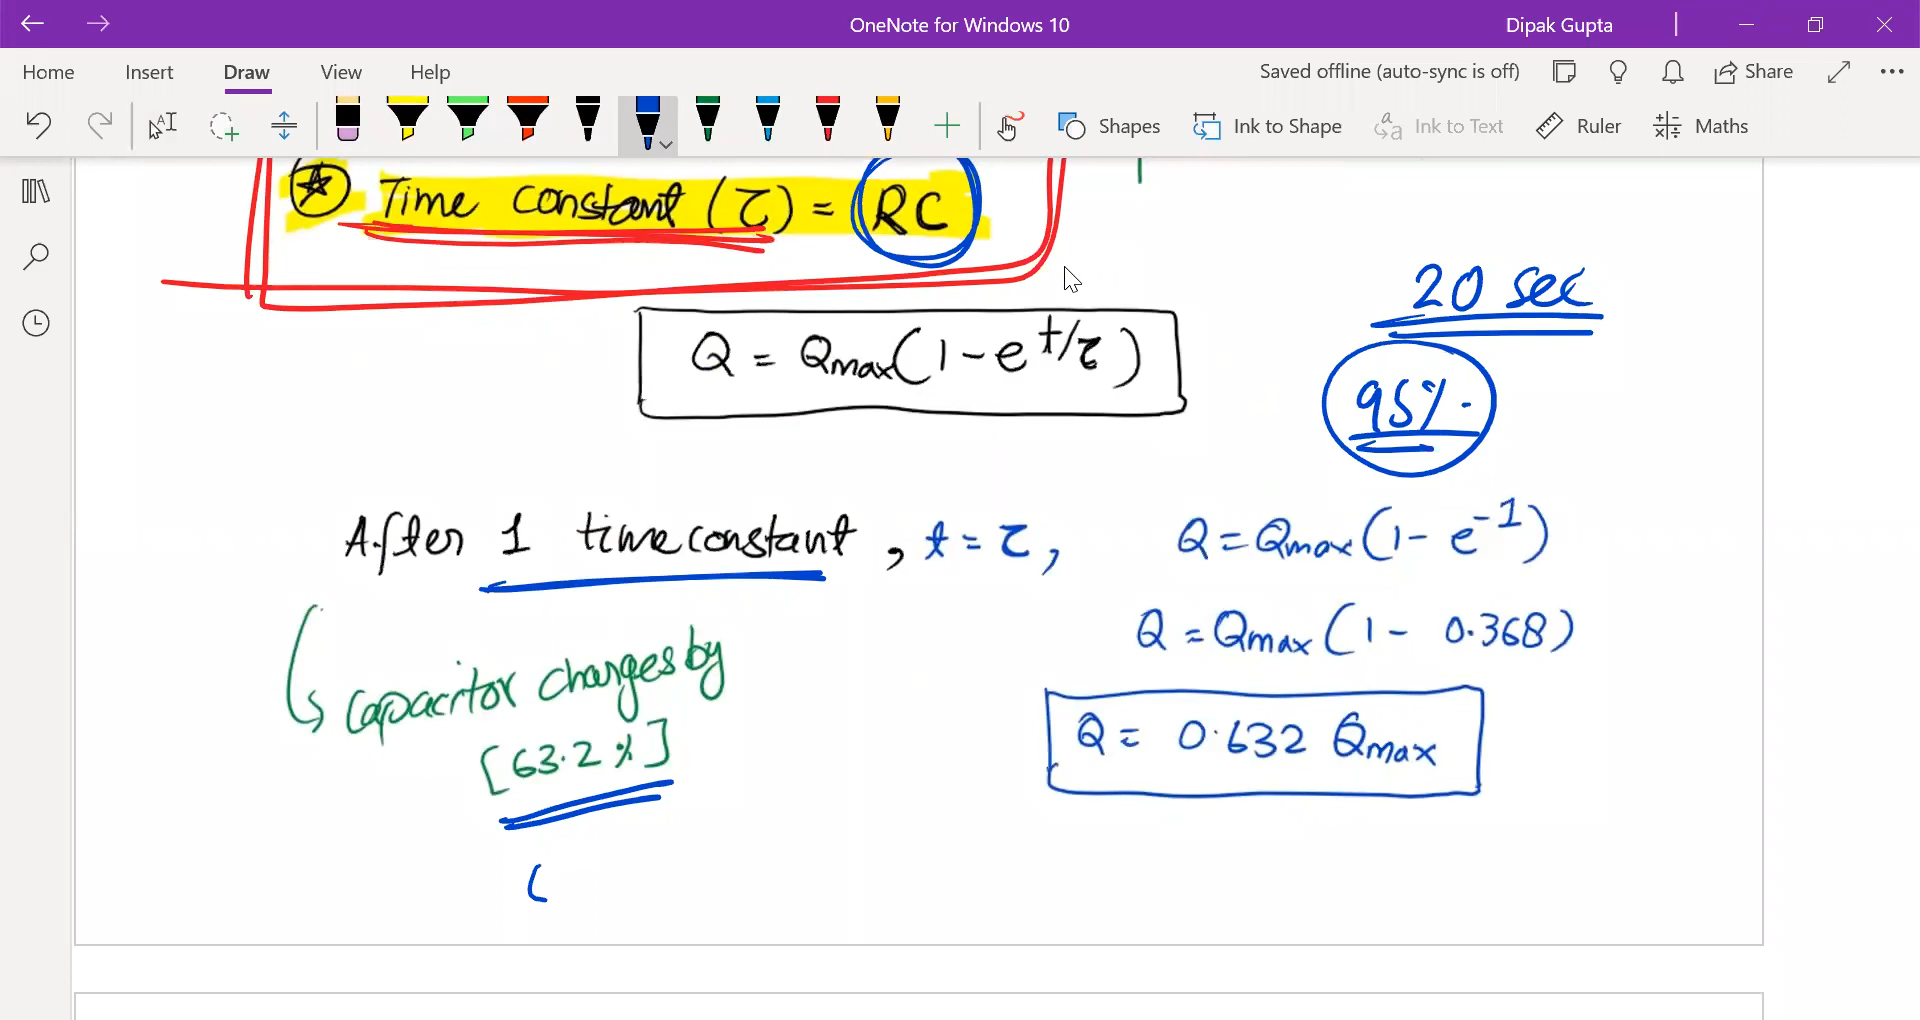 OneNote for Windows 10
Dipak Gupta
Home Insert Draw View Help
Saved offline (auto-sync is off)
Share
Shapes
Ink to Shape
Ink to Text
Ruler
Maths
Time constant (τ) = RC
20 sec
Q = Qmax(1-e^t/τ)
95%.
After 1 time constant, t = τ,
Q = Qmax(1- e^-1)
Q = Qmax(1- 0.368)
Capacitor charges by
[63.2%]
Q = 0.632 Qmax
(